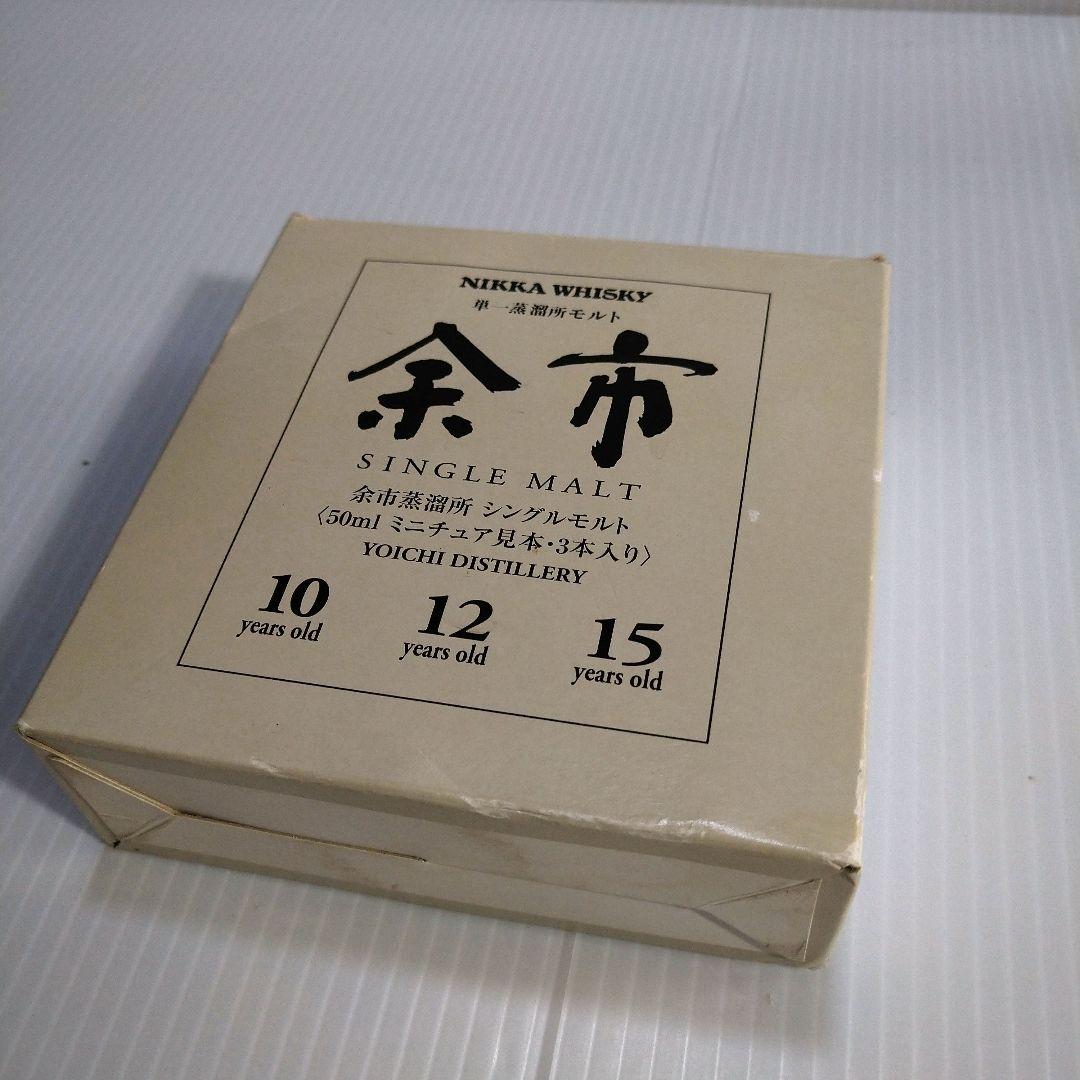 NIKKA WHISKY
単一蒸溜所モルト
余市
SINGLE MALT
余市蒸溜所 シングルモルト
〈50ml ミニチュア見本・3本入り〉
YOICHI DISTILLERY
10 12 15
years old years old years old